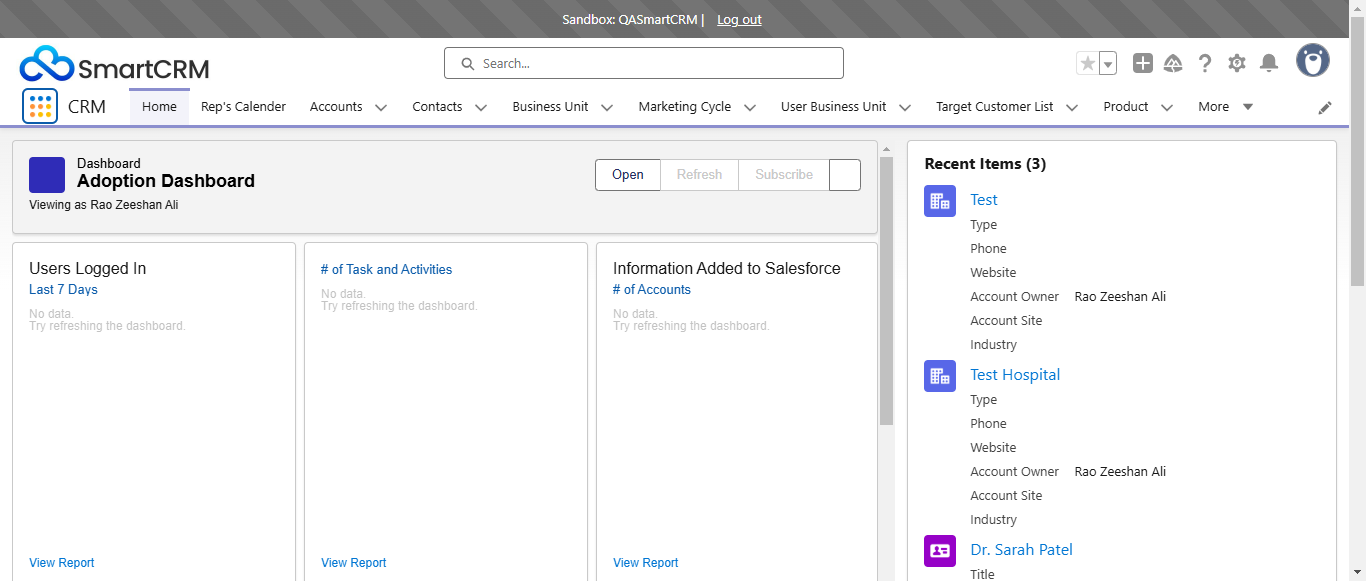 Sandbox: QASmartCRM | Log out
SmartCRM
Search...
CRM
Home
Rep's Calender
Accounts
Contacts
Business Unit
Marketing Cycle
User Business Unit
Target Customer List
Product
More
Dashboard
Adoption Dashboard
Viewing as Rao Zeeshan Ali
Open
Refresh
Subscribe
Users Logged In
Last 7 Days
No data.
Try refreshing the dashboard.
View Report
# of Task and Activities
No data.
Try refreshing the dashboard.
View Report
Information Added to Salesforce
# of Accounts
No data.
Try refreshing the dashboard.
View Report
Recent Items (3)
Test
Type
Phone
Website
Account Owner Rao Zeeshan Ali
Account Site
Industry
Test Hospital
Type
Phone
Website
Account Owner Rao Zeeshan Ali
Account Site
Industry
Dr. Sarah Patel
Title